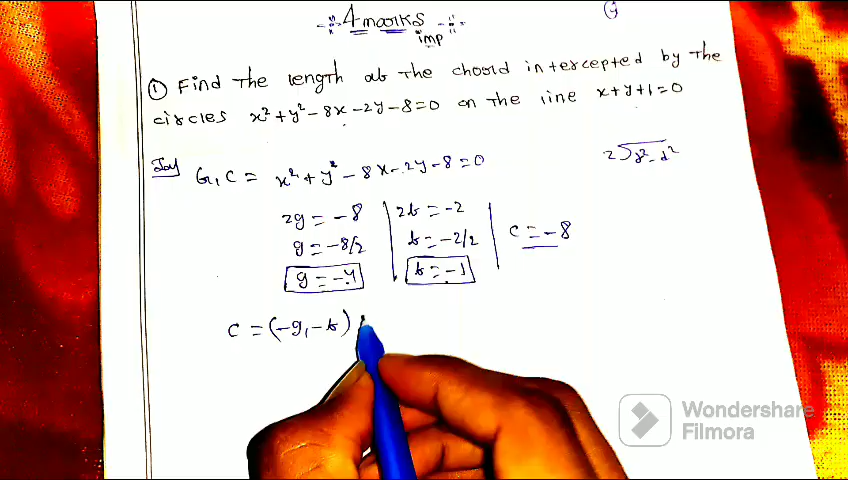 4 marks
imp
① Find the length ob the chord intercepted by the
circles x²+y²-8x-2y-8=0 on the line x+y+1=0
Sol G, C = x²+y²-8x-2y-8=0
2√r²-d²
2g = -8
g = -8/2
g = -4
2b = -2
b = -2/2
b = -1
c = -8
C = (-g, -b)
Wondershare
Filmora